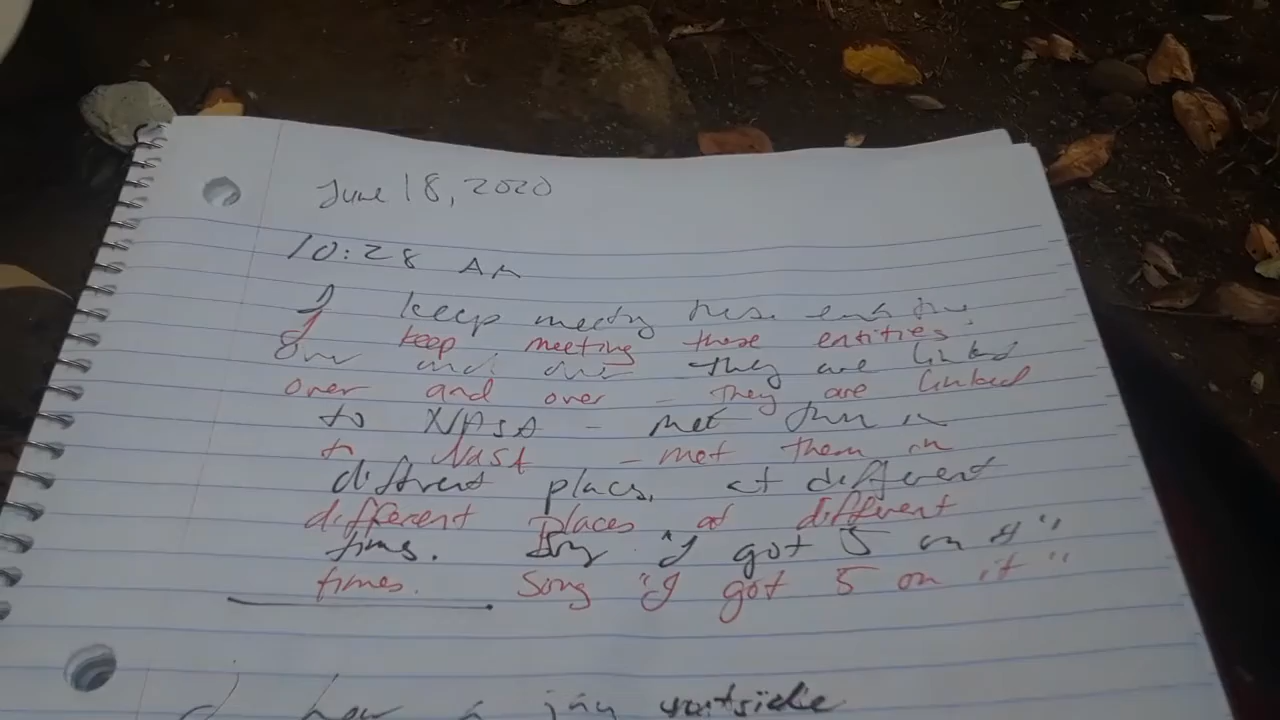 June 18, 2020
10:28 AM
I keep meeting these entities
I keep meeting these entities
over and over They are linked
over and over - They are linked
to NASA - met them in
to NASA - met them in
different places, at different
different places, at different
times. Song "I got 5 on it"
times. Song "I got 5 on it"
how a jay outside